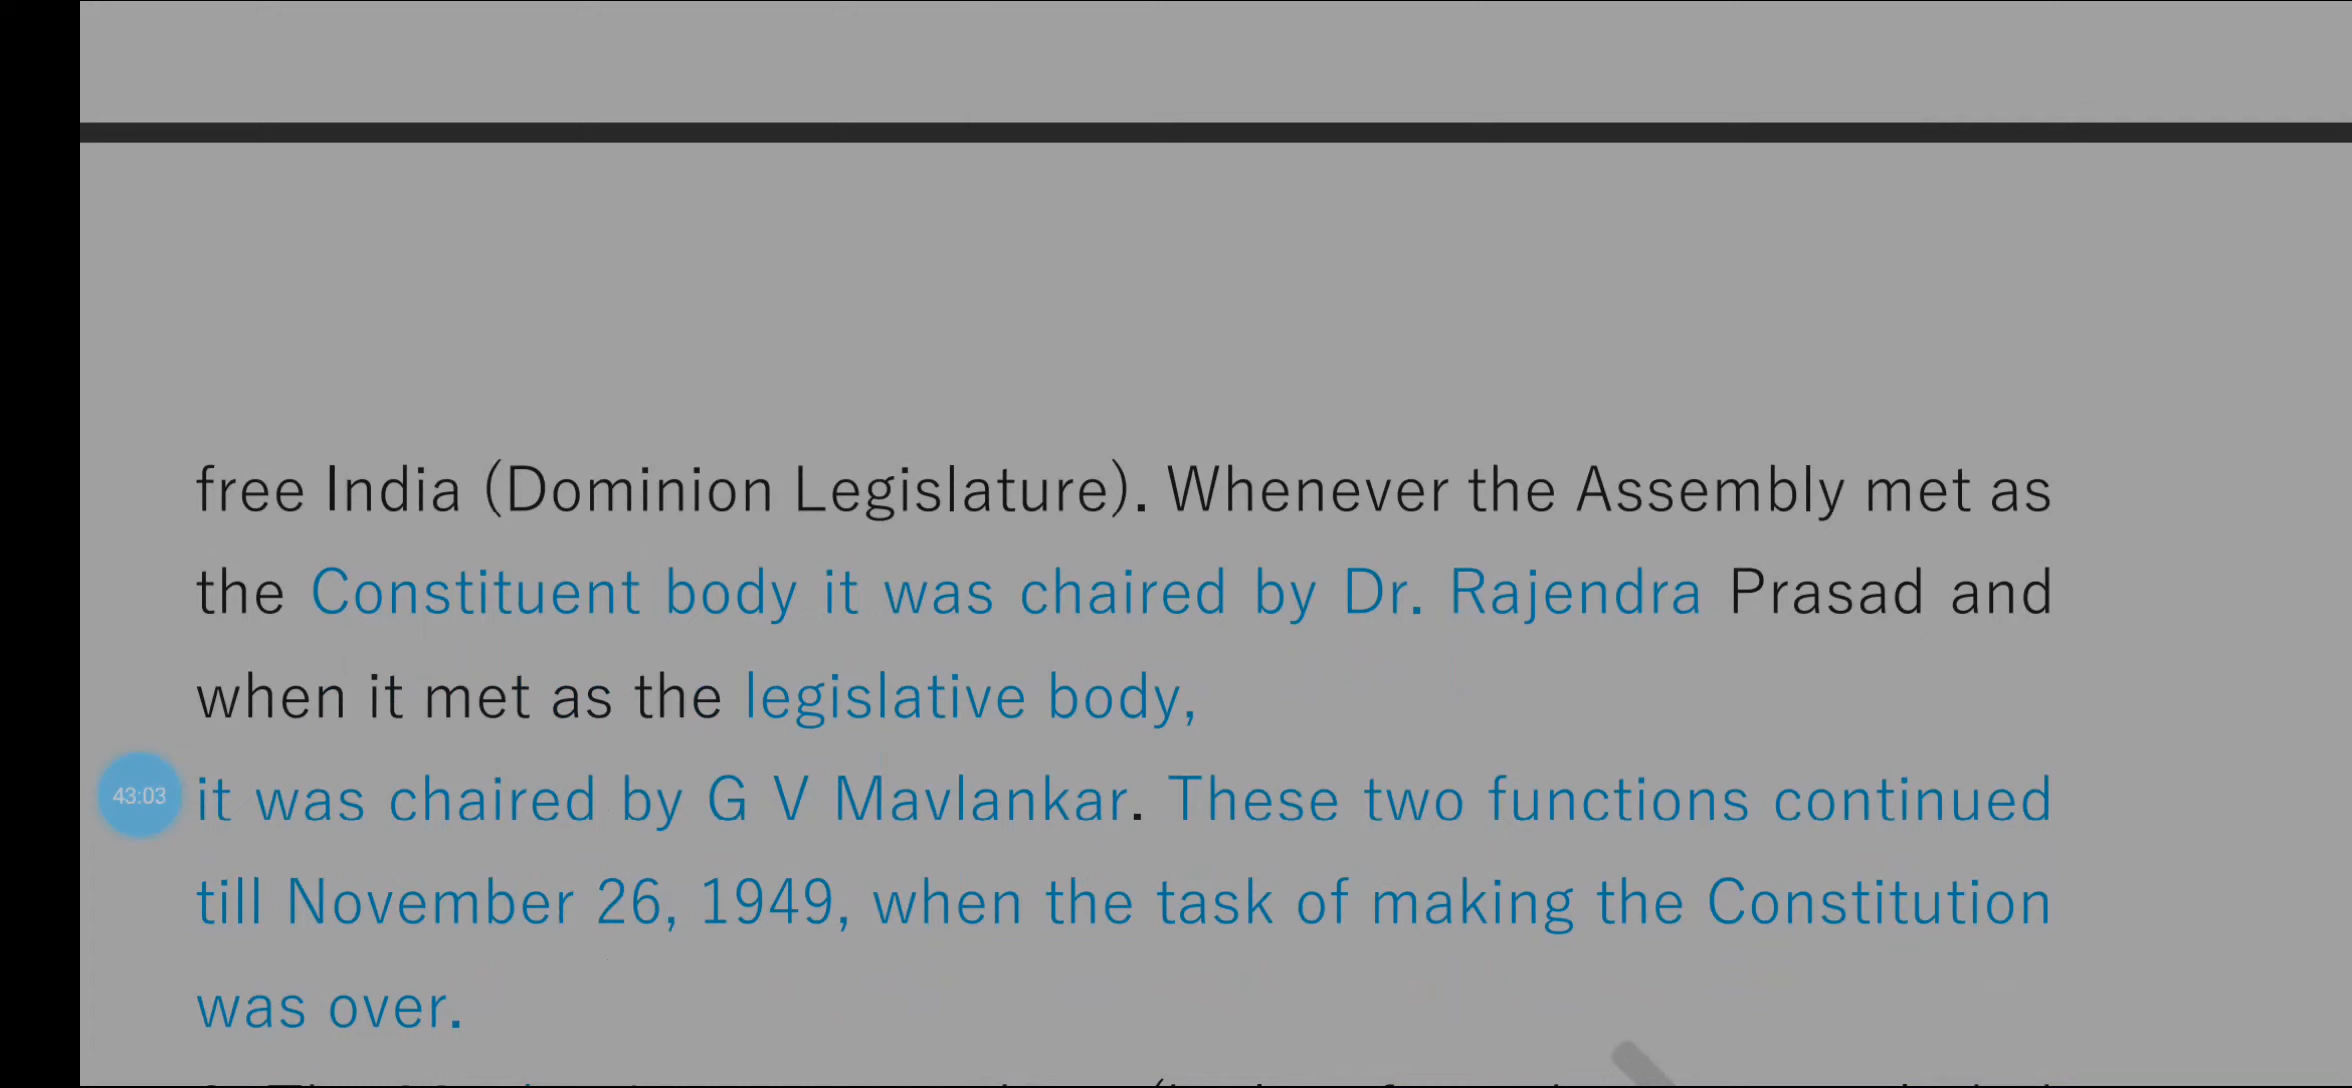 free India (Dominion Legislature). Whenever the Assembly met as
the Constituent body it was chaired by Dr. Rajendra Prasad and
when it met as the legislative body,
43:03
it was chaired by G V Mavlankar. These two functions continued
till November 26, 1949, when the task of making the Constitution
was over.